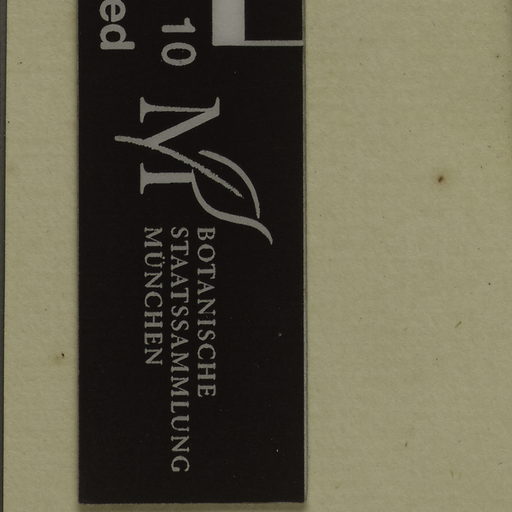 10
ed
BOTANISCHE
STAATSSAMMLUNG
MÜNCHEN